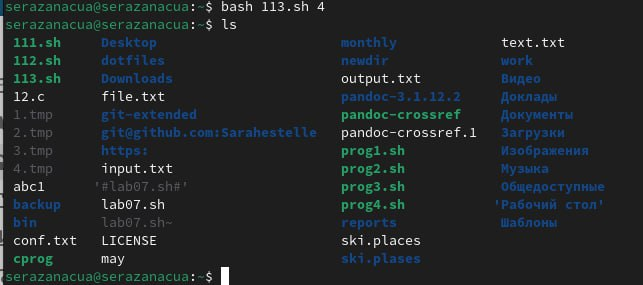 serazanacua@serazanacua:~$ bash 113.sh 4
serazanacua@serazanacua:~$ ls
111.sh Desktop monthly text.txt
112.sh dotfiles newdir work
113.sh Downloads output.txt Видео
12.c file.txt pandoc-3.1.12.2 Доклады
1.tmp git-extended pandoc-crossref Документы
2.tmp git@github.com:Sarahestelle pandoc-crossref.1 Загрузки
3.tmp https: prog1.sh Изображения
4.tmp input.txt prog2.sh Музыка
abc1 '#lab07.sh#' prog3.sh Общедоступные
backup lab07.sh prog4.sh 'Рабочий стол'
bin lab07.sh~ reports Шаблоны
conf.txt LICENSE ski.places
cprog may ski.plases
serazanacua@serazanacua:~$